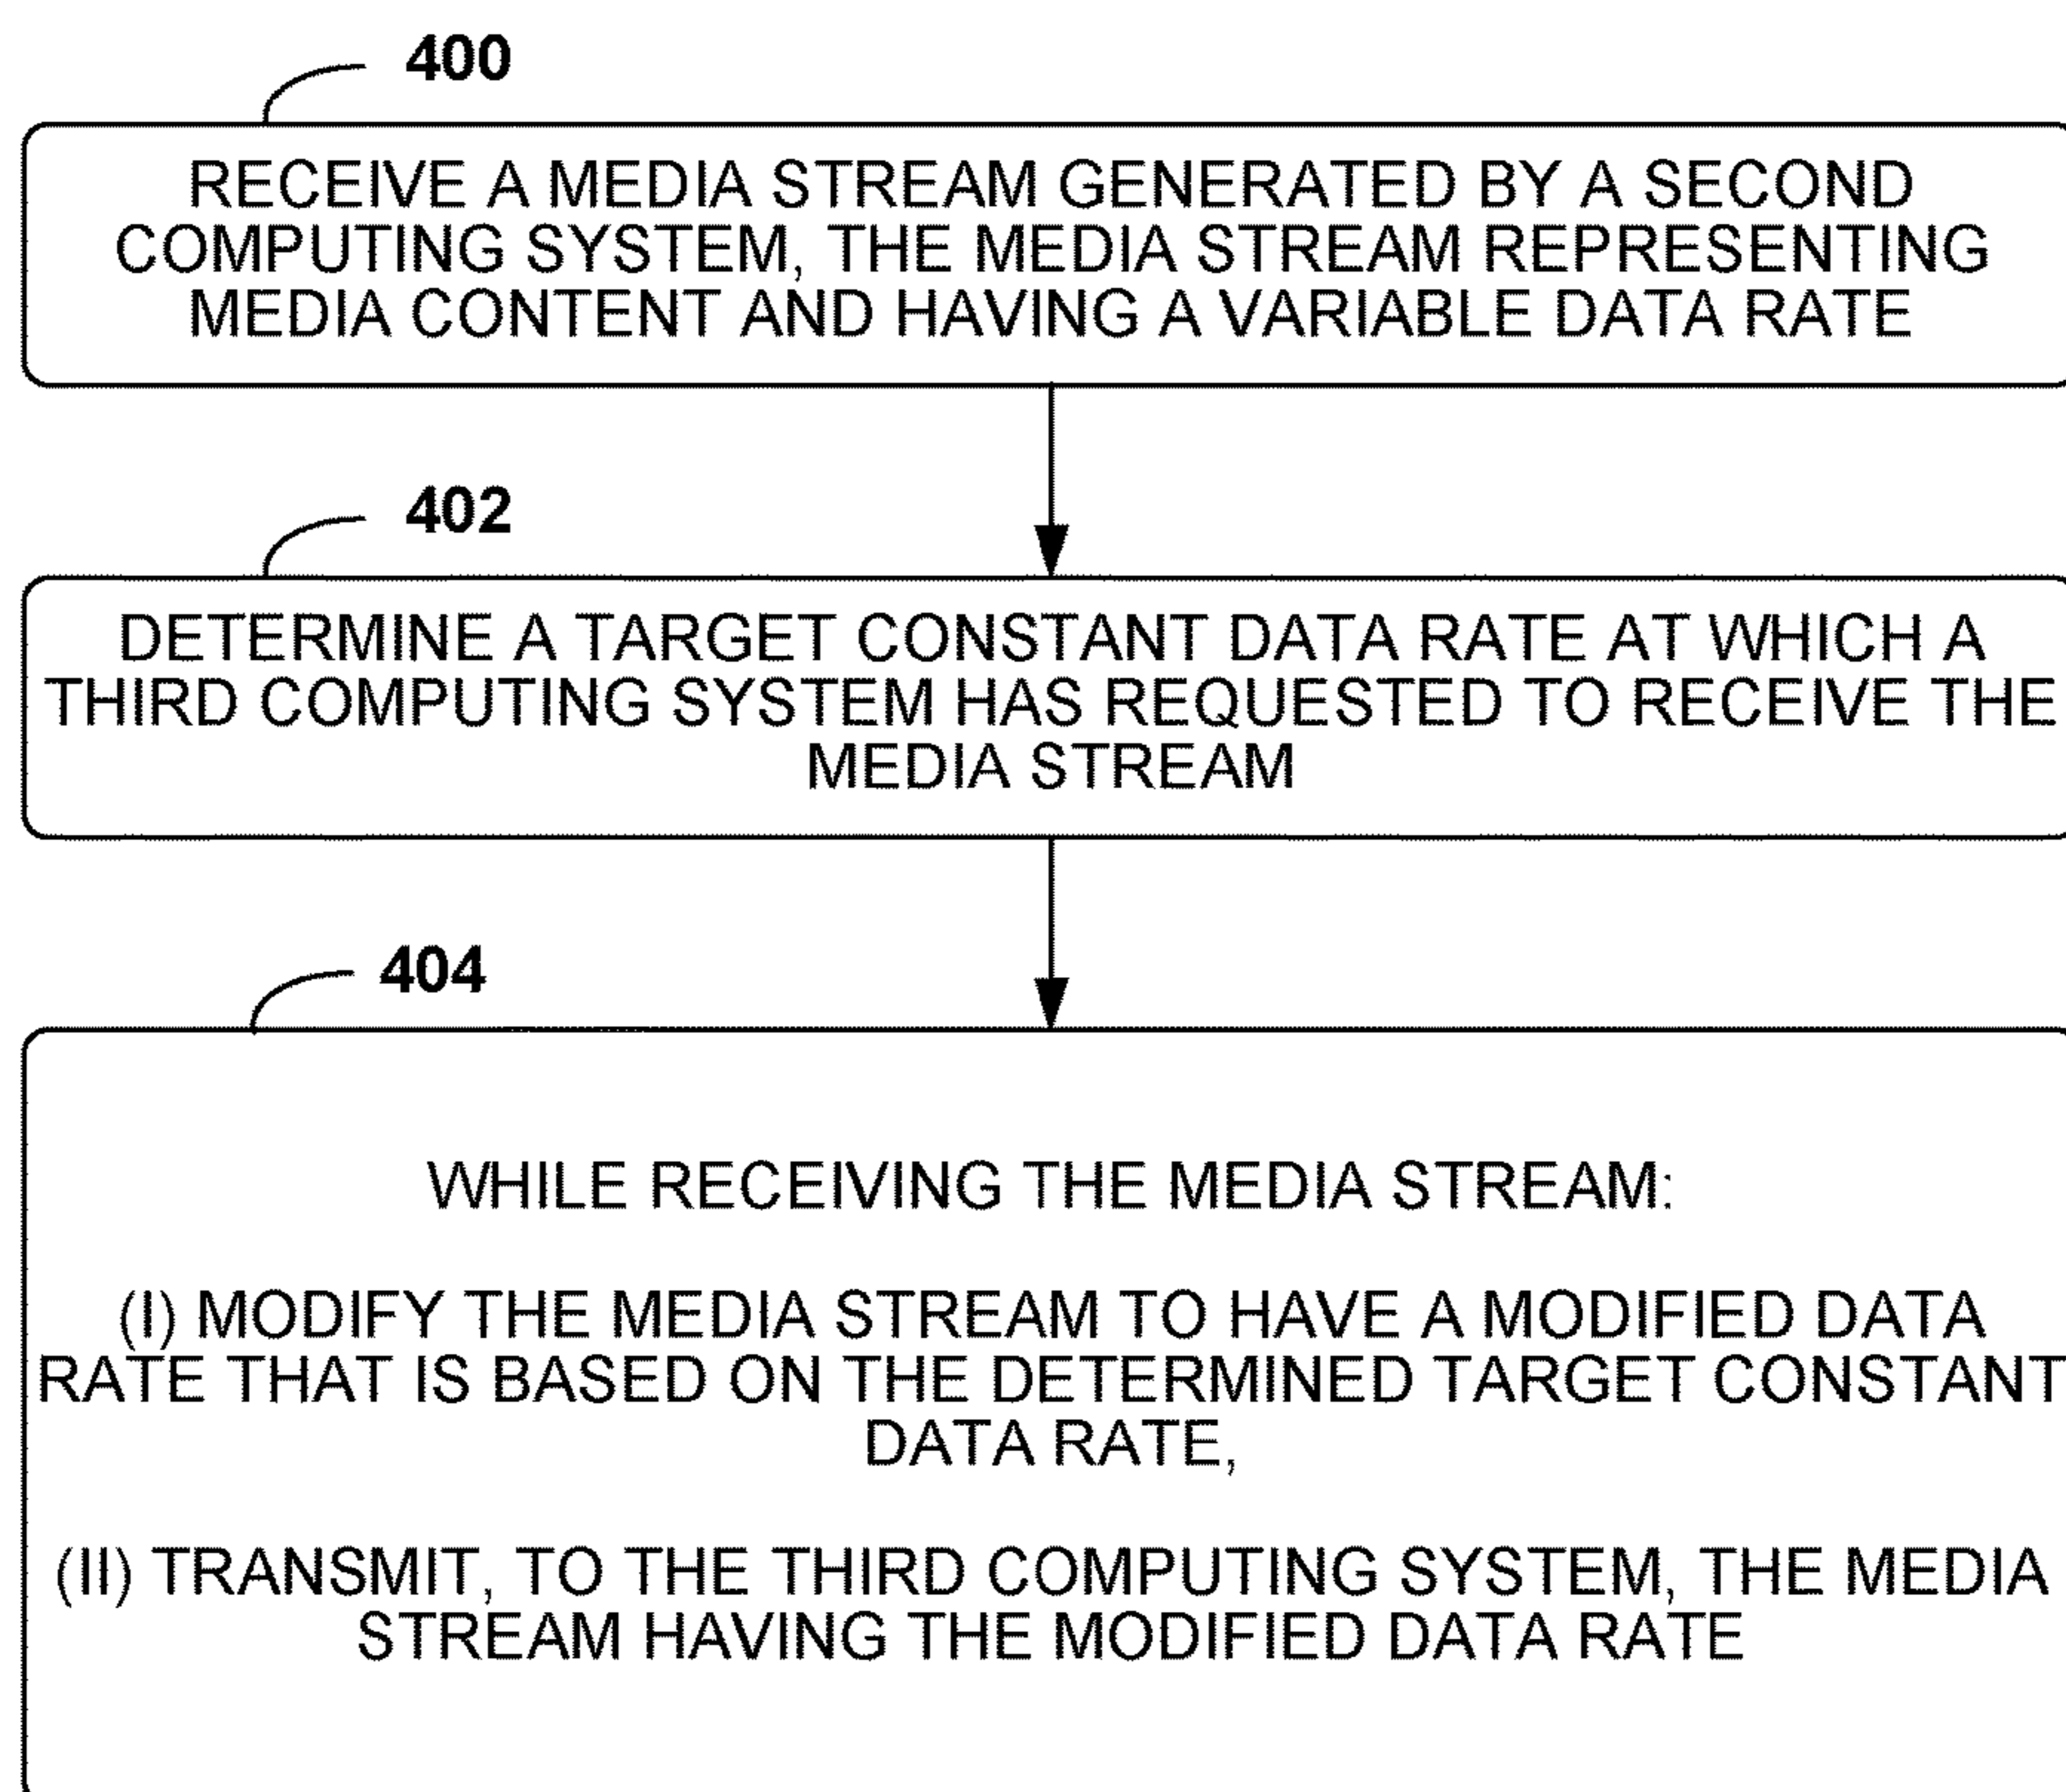 400
RECEIVE A MEDIA STREAM GENERATED BY A SECOND
COMPUTING SYSTEM, THE MEDIA STREAM REPRESENTING
MEDIA CONTENT AND HAVING A VARIABLE DATA RATE
402
DETERMINE A TARGET CONSTANT DATA RATE AT WHICH A
THIRD COMPUTING SYSTEM HAS REQUESTED TO RECEIVE THE
MEDIA STREAM
404
WHILE RECEIVING THE MEDIA STREAM:
(I) MODIFY THE MEDIA STREAM TO HAVE A MODIFIED DATA
RATE THAT IS BASED ON THE DETERMINED TARGET CONSTANT
DATA RATE,
(II) TRANSMIT, TO THE THIRD COMPUTING SYSTEM, THE MEDIA
STREAM HAVING THE MODIFIED DATA RATE